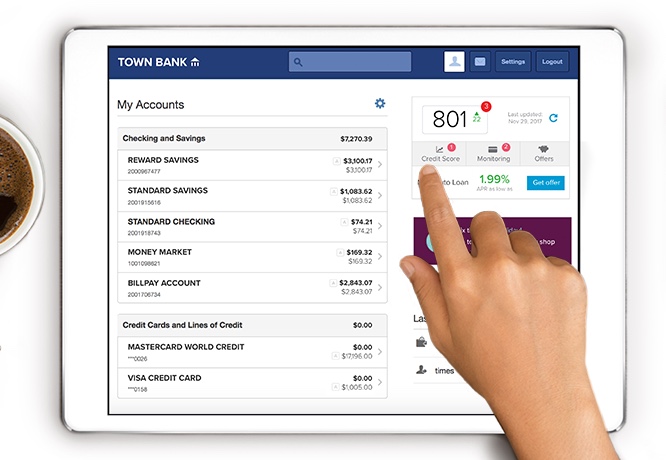 TOWN BANK
Settings
Logout
My Accounts
Checking and Savings $7,270.39
REWARD SAVINGS $3,100.17
2000967477 $3,100.17
STANDARD SAVINGS $1,083.62
2001915616 $1,083.62
STANDARD CHECKING $74.21
2001918743 $74.21
MONEY MARKET $169.32
1001098621 $169.32
BILLPAY ACCOUNT $2,843.07
2001706734 $2,843.07
Credit Cards and Lines of Credit $0.00
MASTERCARD WORLD CREDIT $0.00
***0026 $17,196.00
VISA CREDIT CARD $0.00
***0158 $1,005.00
801 22 3
Last updated:
Nov 29, 2017
1 2
Credit Score Monitoring Offers
Loan 1.99% Get offer
APR as low as
shop
times